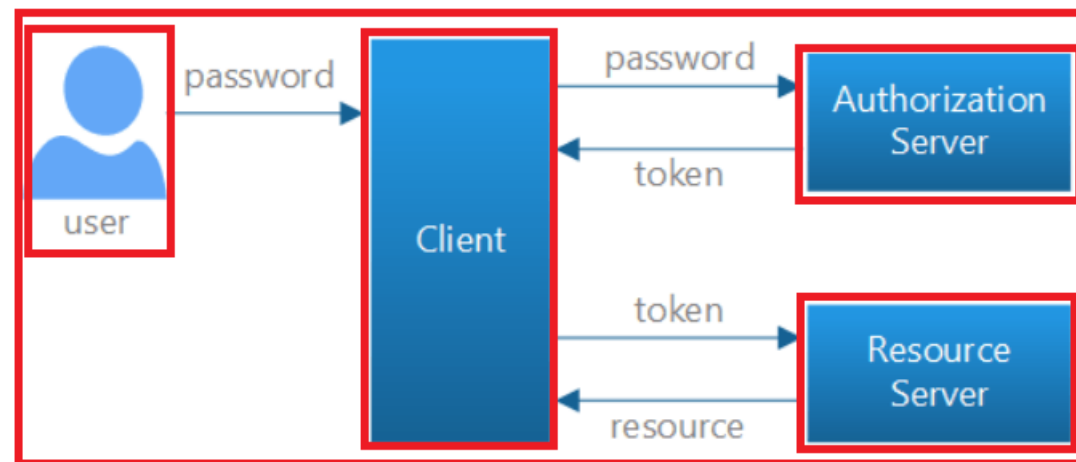 password
user
Client
password
token
Authorization
Server
token
resource
Resource
Server